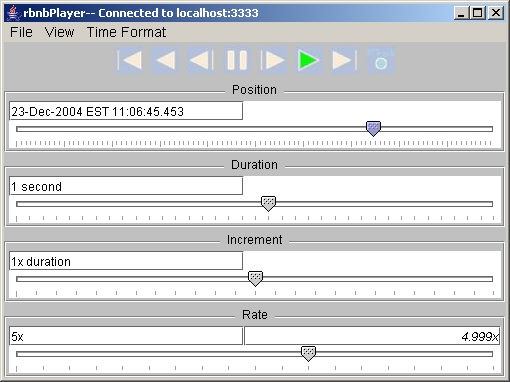 rbnbPlayer-- Connected to localhost:3333
File View Time Format
Position
23-Dec-2004 EST 11:06:45.453
Duration
1 second
Increment
1x duration
Rate
5x 4.999x